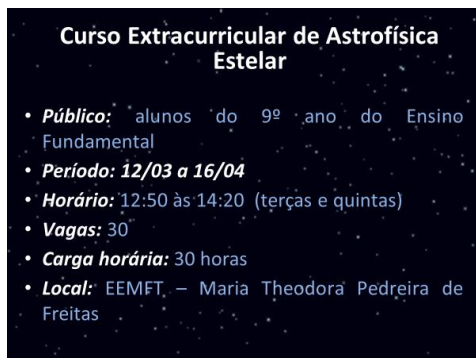 Curso Extracurricular de Astrofísica
Estelar
• Público: alunos do 9º ano do Ensino
Fundamental
• Período: 12/03 a 16/04
• Horário: 12:50 às 14:20 (terças e quintas)
• Vagas: 30
• Carga horária: 30 horas
• Local: EEMFT – Maria Theodora Pedreira de
Freitas